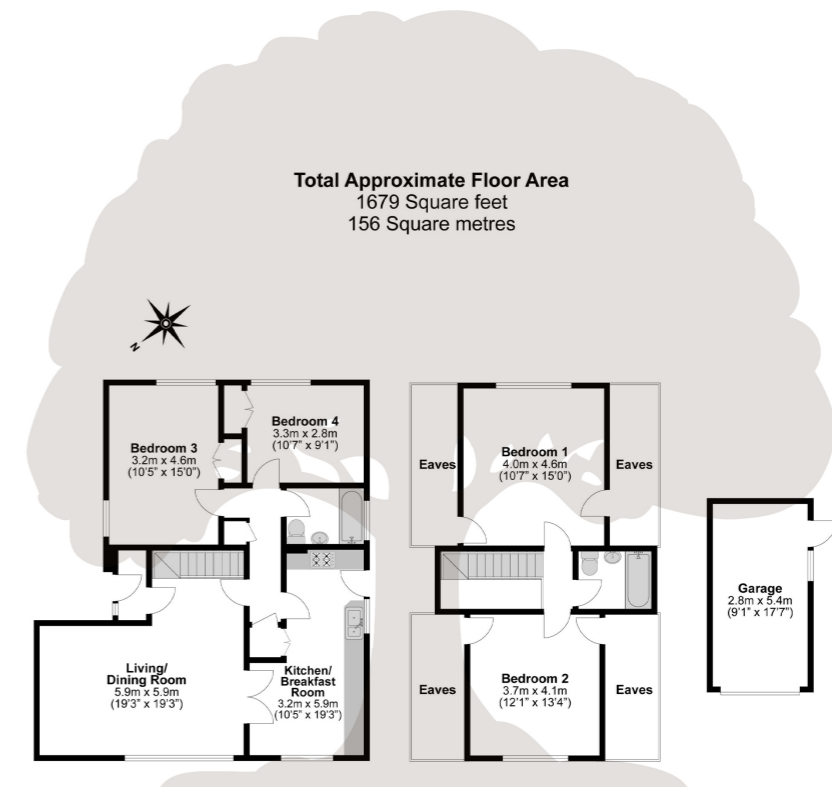 Total Approximate Floor Area
1679 Square feet
156 Square metres
N
Bedroom 3
3.2m x 4.6m
(10'5" x 15'0")
Bedroom 4
3.3m x 2.8m
(10'7" x 9'1")
Living/
Dining Room
5.9m x 5.9m
(19'3" x 19'3")
Kitchen/
Breakfast
Room
3.2m x 5.9m
(10'5" x 19'3")
Eaves
Bedroom 1
4.0m x 4.6m
(10'7" x 15'0")
Eaves
Eaves
Bedroom 2
3.7m x 4.1m
(12'1" x 13'4")
Eaves
Garage
2.8m x 5.4m
(9'1" x 17'7")